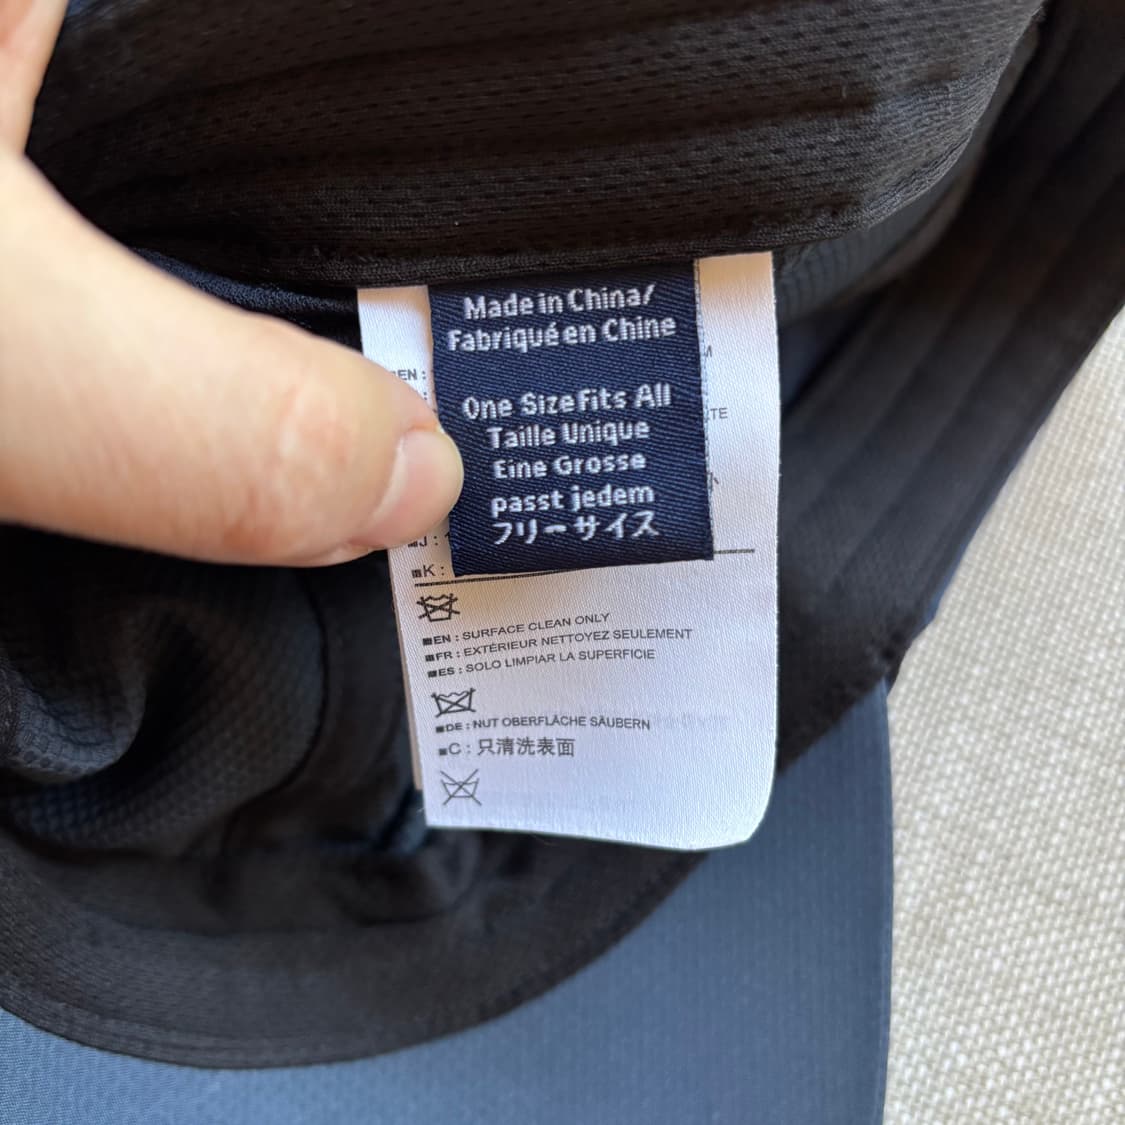 Made in China/
Fabriqué en Chine
One Size Fits All
Taille Unique
Eine Grosse
passt jedem
フリーサイズ
EN :
J :
K :
EN : SURFACE CLEAN ONLY
FR : EXTÉRIEUR NETTOYEZ SEULEMENT
ES : SOLO LIMPIAR LA SUPERFICIE
DE : NUT OBERFLÄCHE SÄUBERN
C : 只清洗表面